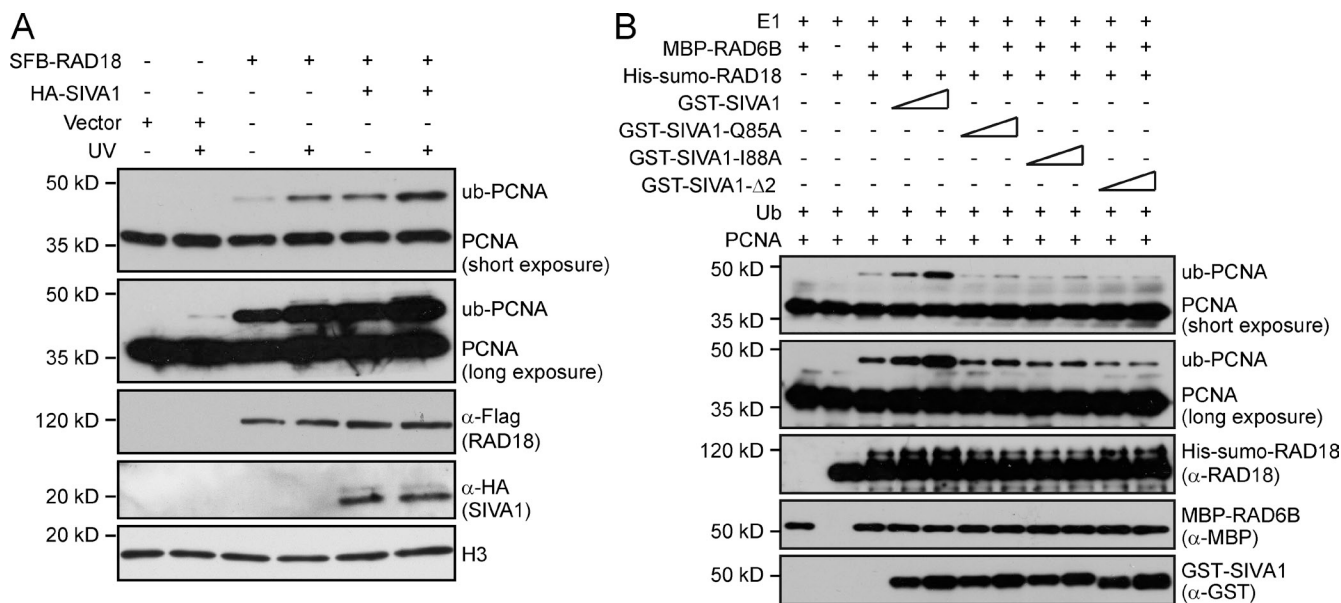 A
SFB-RAD18 - - + + + +
HA-SIVA1 - - - - + +
Vector + + - - - -
UV - + - + - +
50 kD
35 kD
ub-PCNA
PCNA
(short exposure)
50 kD
35 kD
ub-PCNA
PCNA
(long exposure)
120 kD
α-Flag
(RAD18)
20 kD
α-HA
(SIVA1)
20 kD
H3
B
E1 + + + + + + + + + + +
MBP-RAD6B + - + + + + + + + + +
His-sumo-RAD18 - + + + + + + + + + +
GST-SIVA1 - - - - - - - - -
GST-SIVA1-Q85A - - - - - - - - -
GST-SIVA1-I88A - - - - - - - - -
GST-SIVA1-Δ2 - - - - - - - - -
Ub + + + + + + + + + + +
PCNA + + + + + + + + + + +
50 kD
35 kD
ub-PCNA
PCNA
(short exposure)
50 kD
35 kD
ub-PCNA
PCNA
(long exposure)
120 kD
His-sumo-RAD18
(α-RAD18)
50 kD
MBP-RAD6B
(α-MBP)
50 kD
GST-SIVA1
(α-GST)